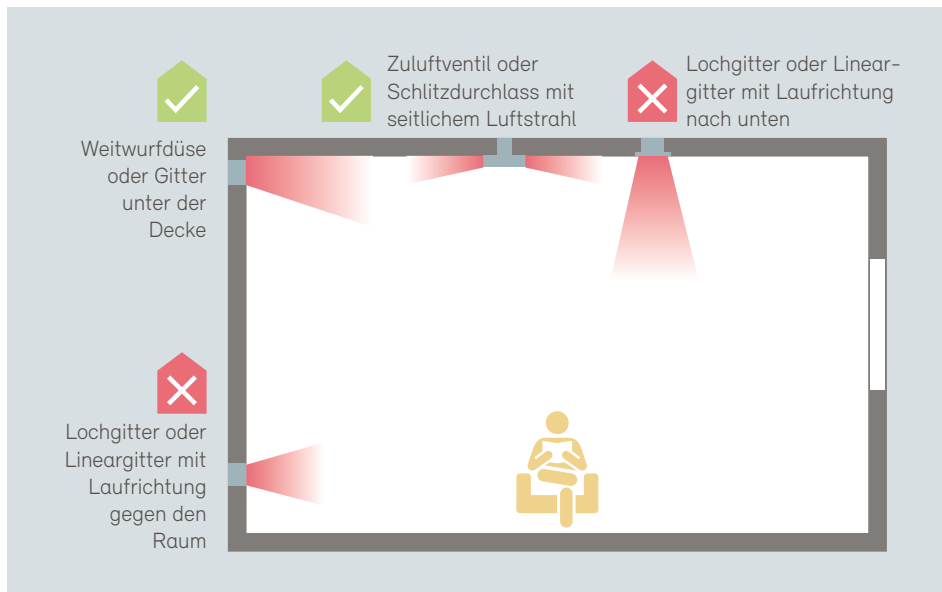 Zuluftventil oder
Schlitzdurchlass mit
seitlichem Luftstrahl
Lochgitter oder Linear-
gitter mit Laufrichtung
nach unten
Weitwurfdüse
oder Gitter
unter der
Decke
Lochgitter oder
Lineargitter mit
Laufrichtung
gegen den
Raum